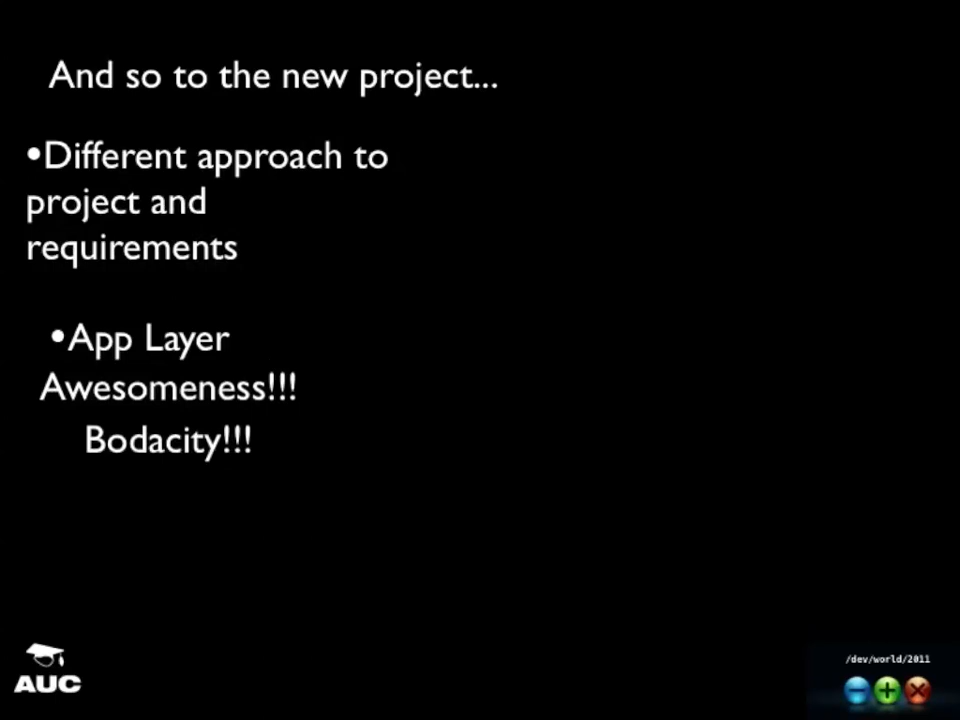 And so to the new project...
•Different approach to
project and
requirements
•App Layer
Awesomeness!!!
Bodacity!!!
AUC
/dev/world/2011